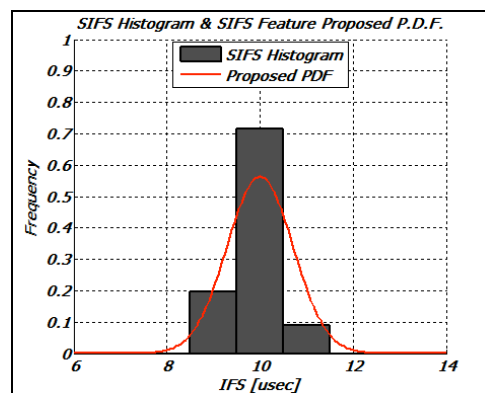 SIFS Histogram & SIFS Feature Proposed P.D.F.
SIFS Histogram
Proposed PDF
Frequency
1
0.9
0.8
0.7
0.6
0.5
0.4
0.3
0.2
0.1
0
6 8 10 12 14
IFS [usec]